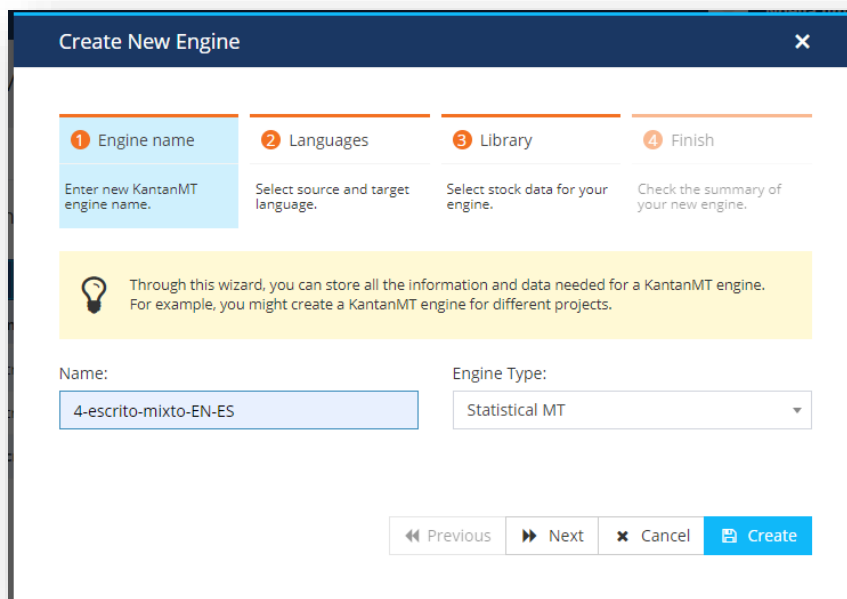 Create New Engine
1 Engine name
2 Languages
3 Library
4 Finish
Enter new KantanMT
engine name.
Select source and target
language.
Select stock data for your
engine.
Check the summary of
your new engine.
Through this wizard, you can store all the information and data needed for a KantanMT engine.
For example, you might create a KantanMT engine for different projects.
Name:
Engine Type:
4-escrito-mixto-EN-ES
Statistical MT
Previous
Next
Cancel
Create